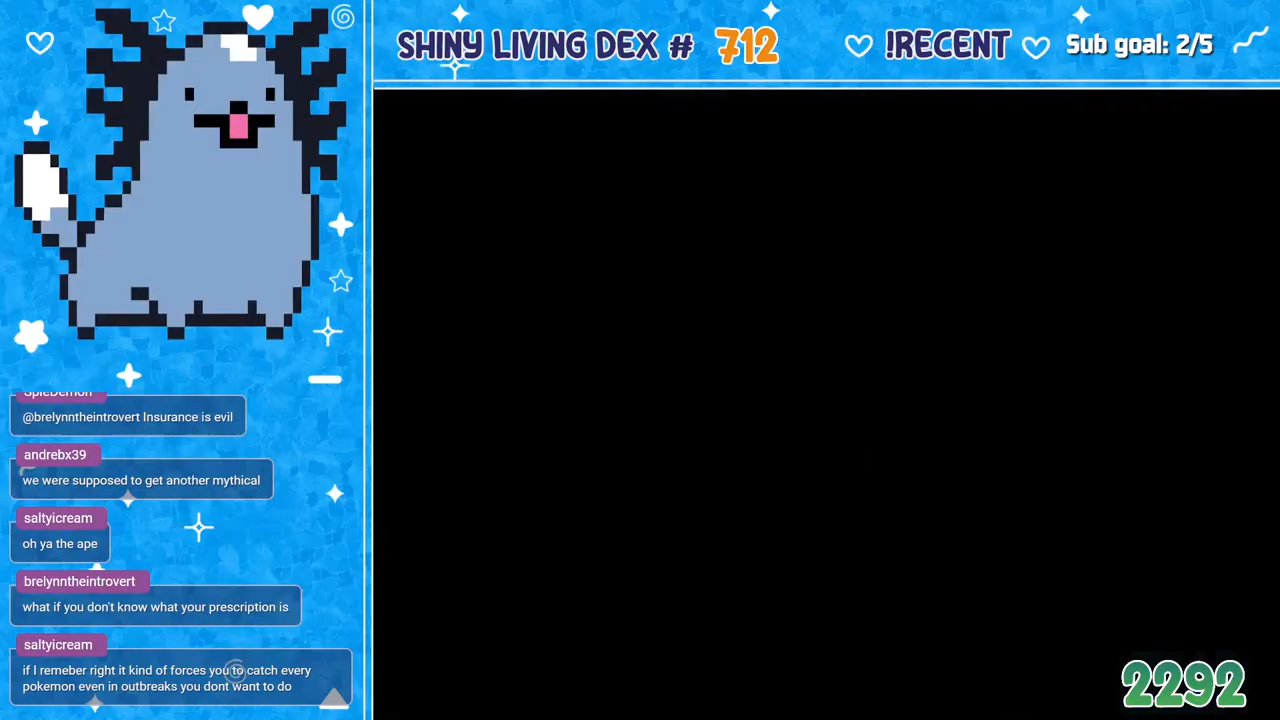 SHINY LIVING DEX # 712 !RECENT Sub goal: 2/5
@brelynntheintrovert Insurance is evil
andrebx39
we were supposed to get another mythical
saltyicream
oh ya the ape
brelynntheintrovert
what if you don't know what your prescription is
saltyicream
if I remeber right it kind of forces you to catch every
pokemon even in outbreaks you dont want to do
2292